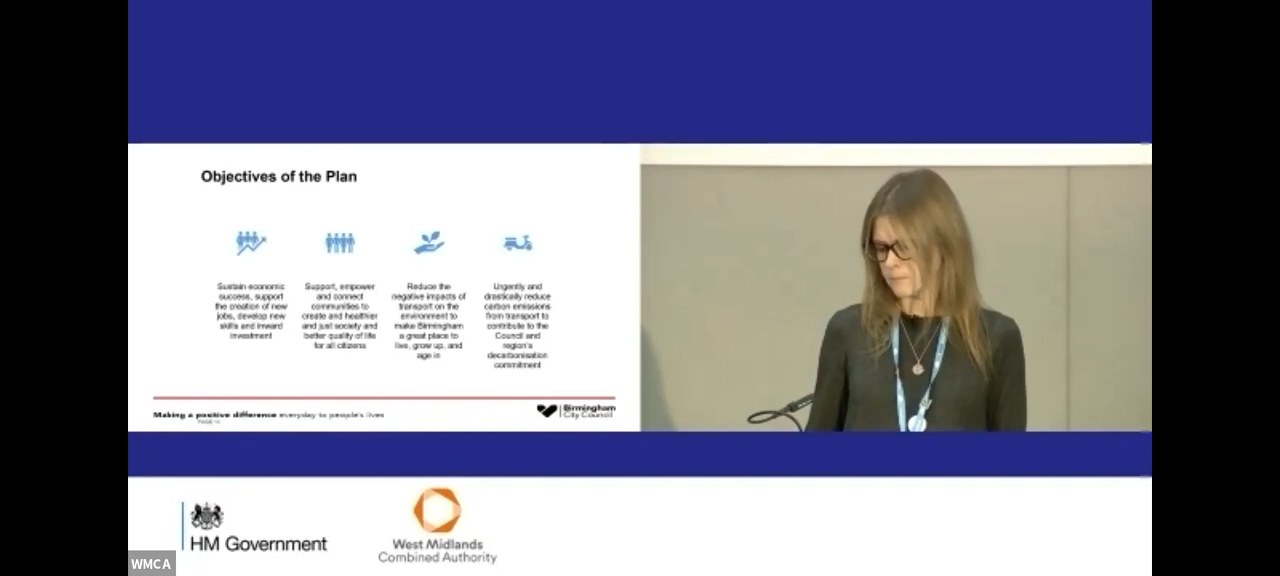 Objectives of the Plan
Sustain economic
success, support
the creation of new
jobs, develop new
skills and inward
investment
Support, empower
and connect
communities to
create and healthier
and just society and
better quality of life
for all citizens
Reduce the
negative impacts of
transport on the
environment to
make Birmingham
a great place to
live, grow up, and
age in
Urgently and
drastically reduce
carbon emissions
from transport to
contribute to the
Council and
region's
decarbonisation
commitment
Making a positive difference everyday to people's lives
Birmingham
City Council
HM Government
West Midlands
Combined Authority
WMCA